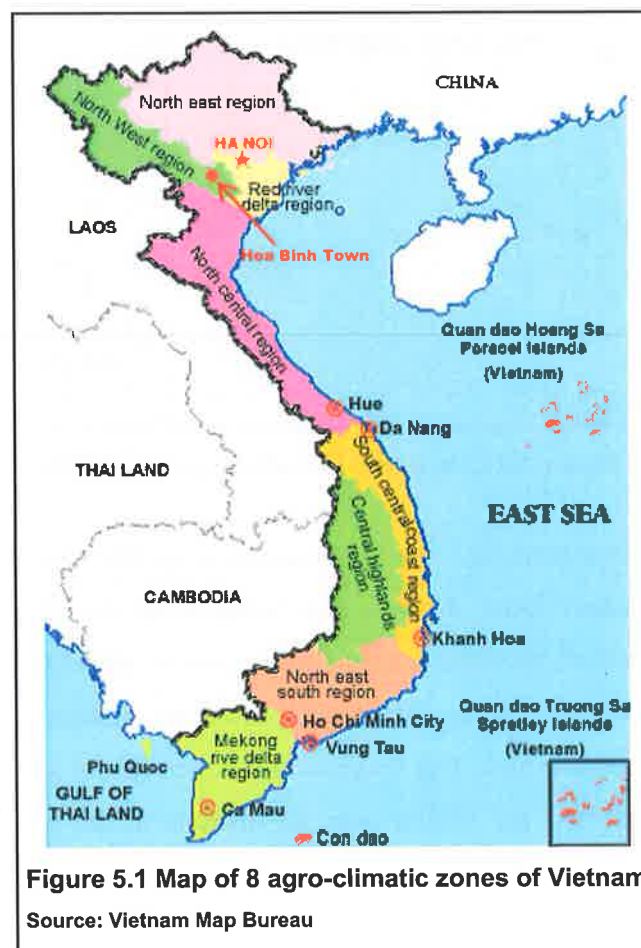 CHINA
North east region
North West region
HA NOI
Red river
delta region
LAOS
Hoa Binh Town
North central region
Quan dao Hoang Sa
Paracel Islands
(Vietnam)
Hue
Da Nang
THAI LAND
South central coast region
EAST SEA
Central highlands
region
CAMBODIA
Khanh Hoa
North east
south region
Quan dao Truong Sa
Spratley Islands
(Vietnam)
Ho Chi Minh City
Vung Tau
Mekong
rive delta
region
Phu Quoc
GULF OF
THAI LAND
Ca Mau
Con dao
Figure 5.1 Map of 8 agro-climatic zones of Vietnam
Source: Vietnam Map Bureau